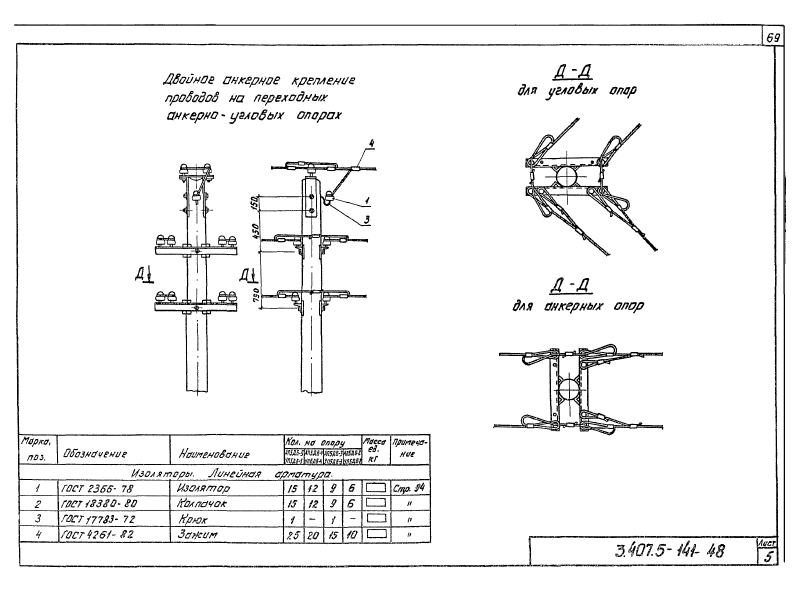 69
Двойное анкерное крепление
проводов на переходных
анкерно-угловых опорах
Д-Д
для угловых опор
4
1
3
150
450
790
Д
Д
Д-Д
для анкерных опор
Марка, поз. Обозначение Наименование Кол. на опору Масса ед. кг Примечание
Изоляторы. Линейная арматура.
1 ГОСТ 2366-78 Изолятор 15 12 9 6 Стр. 94
2 ГОСТ 18380-80 Колпачок 15 12 9 6 "
3 ГОСТ 17783-72 Крюк 1 - 1 - "
4 ГОСТ 4261-82 Зажим 25 20 15 10 "
3.407.5-141-48
Лист
5